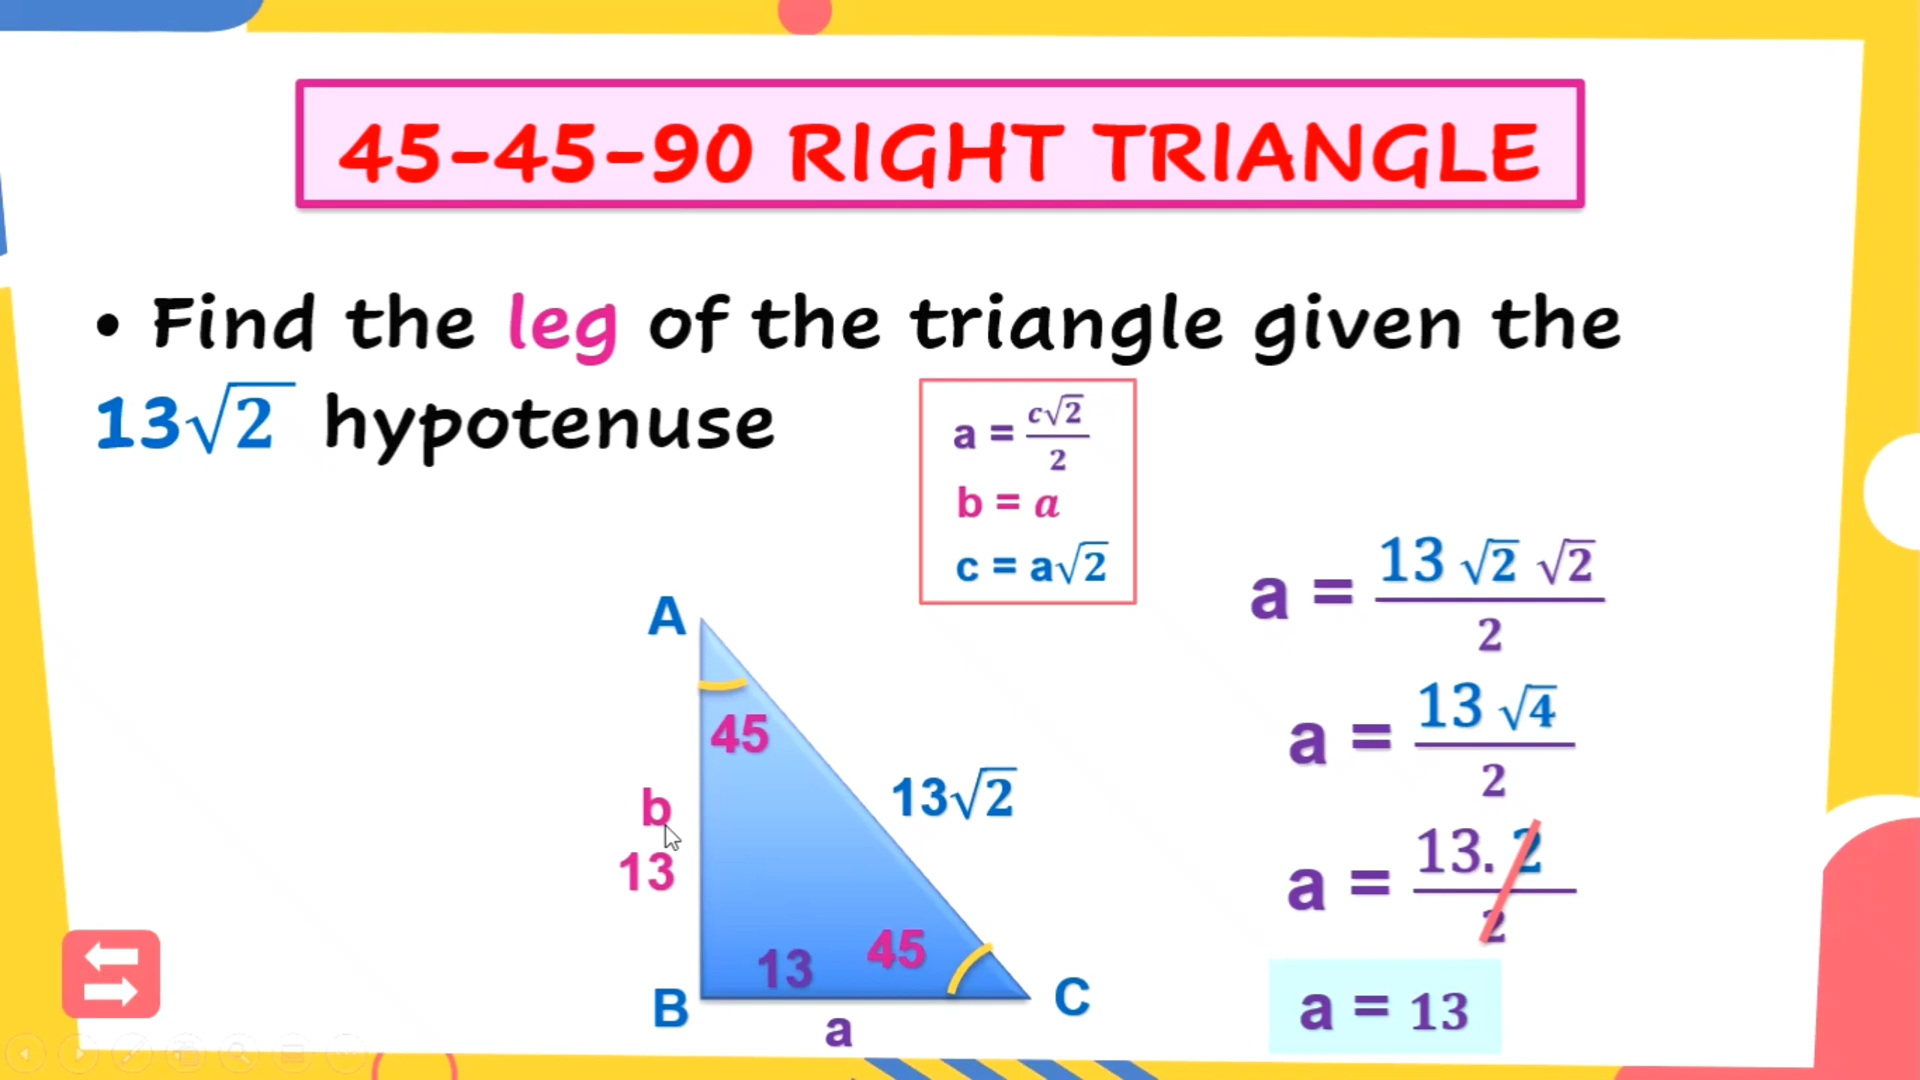 45-45-90 RIGHT TRIANGLE
• Find the leg of the triangle given the
13√2 hypotenuse
a = c√2/2
b = a
c = a√2
A
45
b
13
13√2
13
45
B
a
C
a = 13 √2 √2/2
a = 13 √4/2
a = 13. 2/2
a = 13